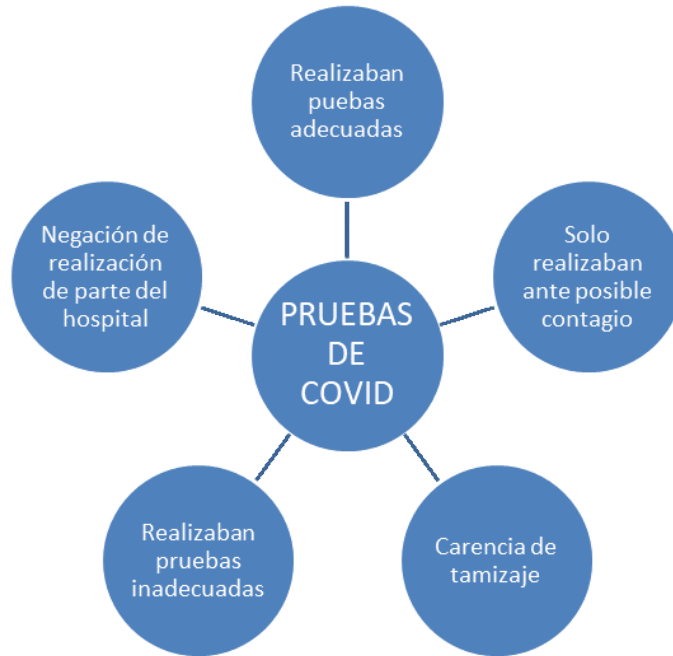 Realizaban
puebas
adecuadas
Negación de
realización
de parte del
hospital
Solo
realizaban
ante posible
contagio
PRUEBAS
DE
COVID
Realizaban
pruebas
inadecuadas
Carencia de
tamizaje